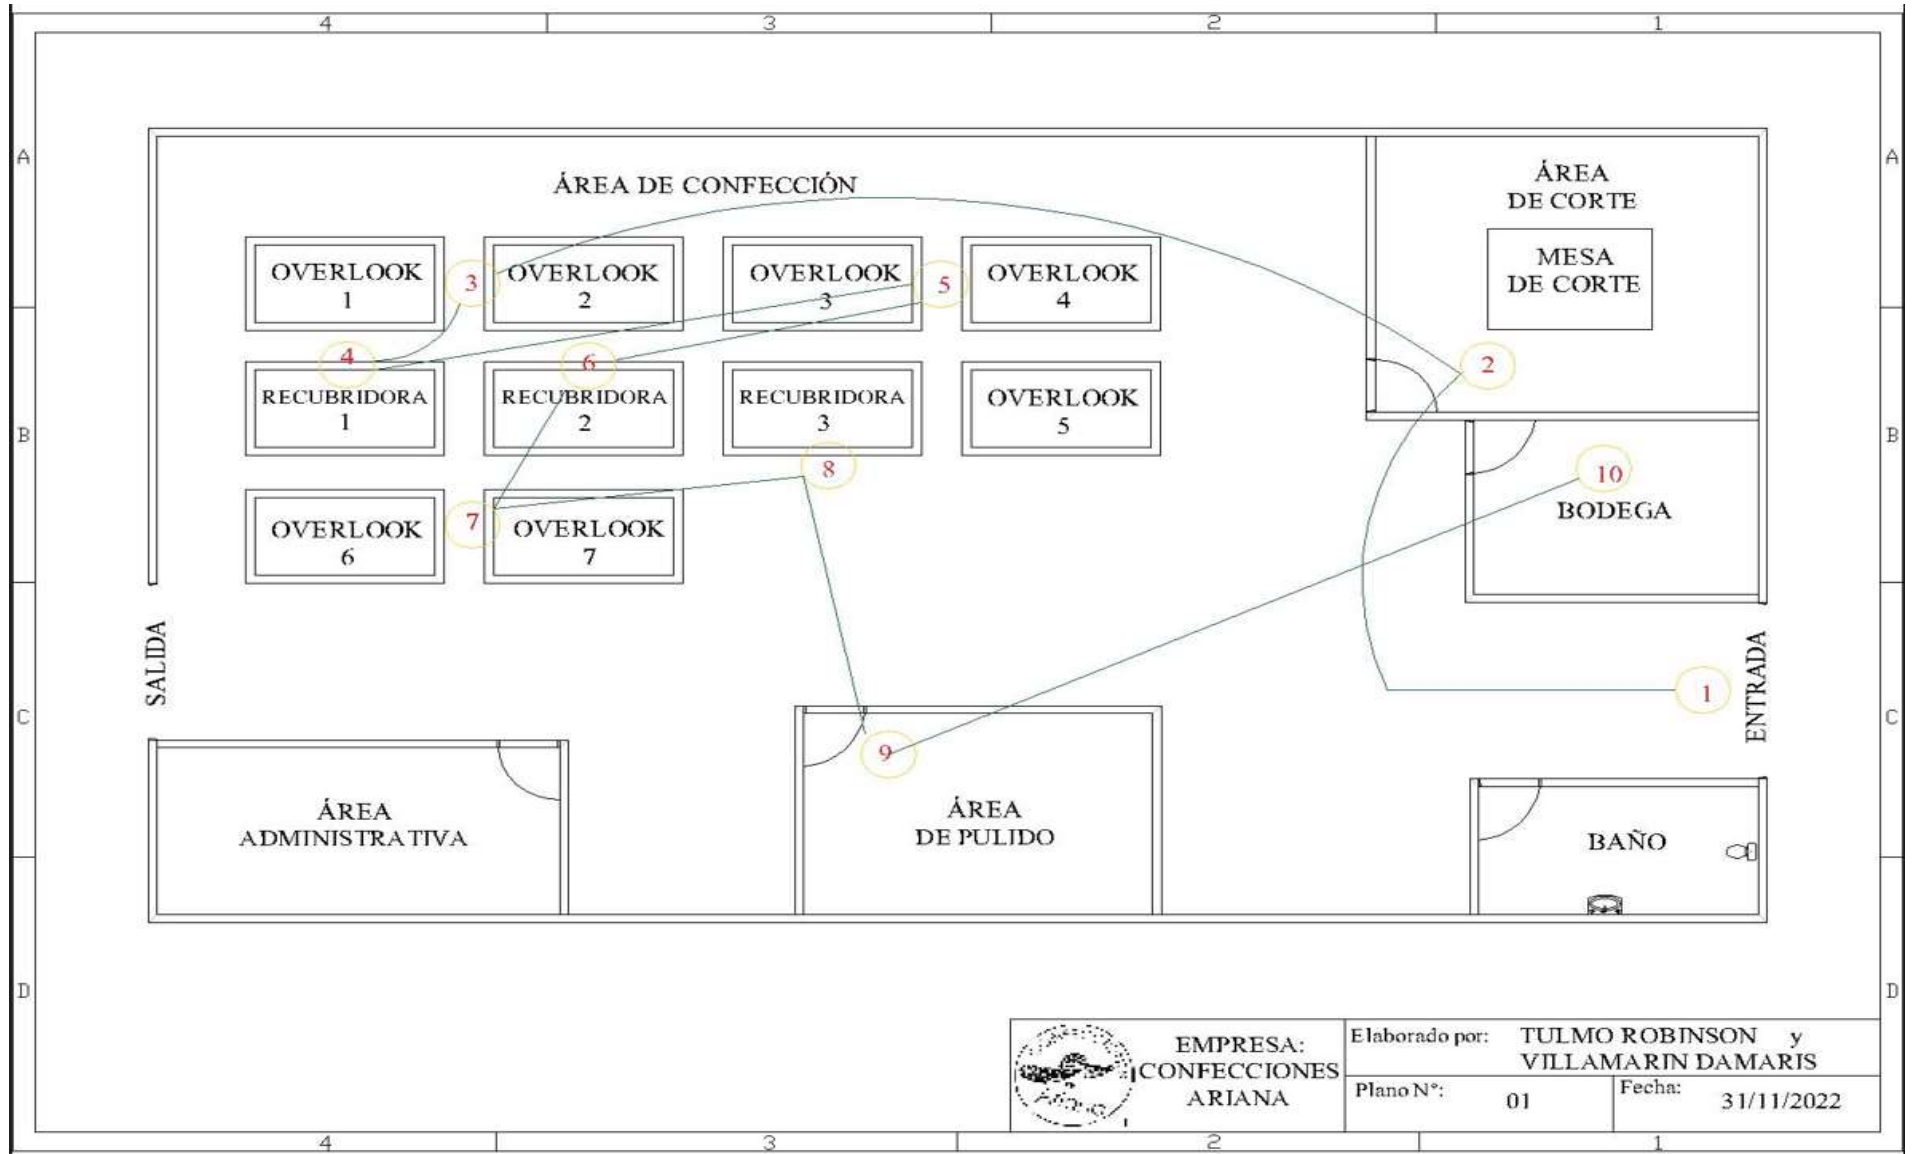 4 3 2 1
A A
ÁREA DE CONFECCIÓN
ÁREA
DE CORTE
MESA
DE CORTE
OVERLOOK
1
3
OVERLOOK
2
OVERLOOK
3
5
OVERLOOK
4
4
6
2
RECUBRIDORA
1
RECUBRIDORA
2
RECUBRIDORA
3
OVERLOOK
5
B B
8
10
BODEGA
OVERLOOK
6
7
OVERLOOK
7
SALIDA
ENTRADA
1
C C
9
ÁREA
ADMINISTRATIVA
ÁREA
DE PULIDO
BAÑO
D D
EMPRESA:
CONFECCIONES
ARIANA
Elaborado por: TULMO ROBINSON y
VILLAMARIN DAMARIS
Plano N°: 01
Fecha: 31/11/2022
4 3 2 1